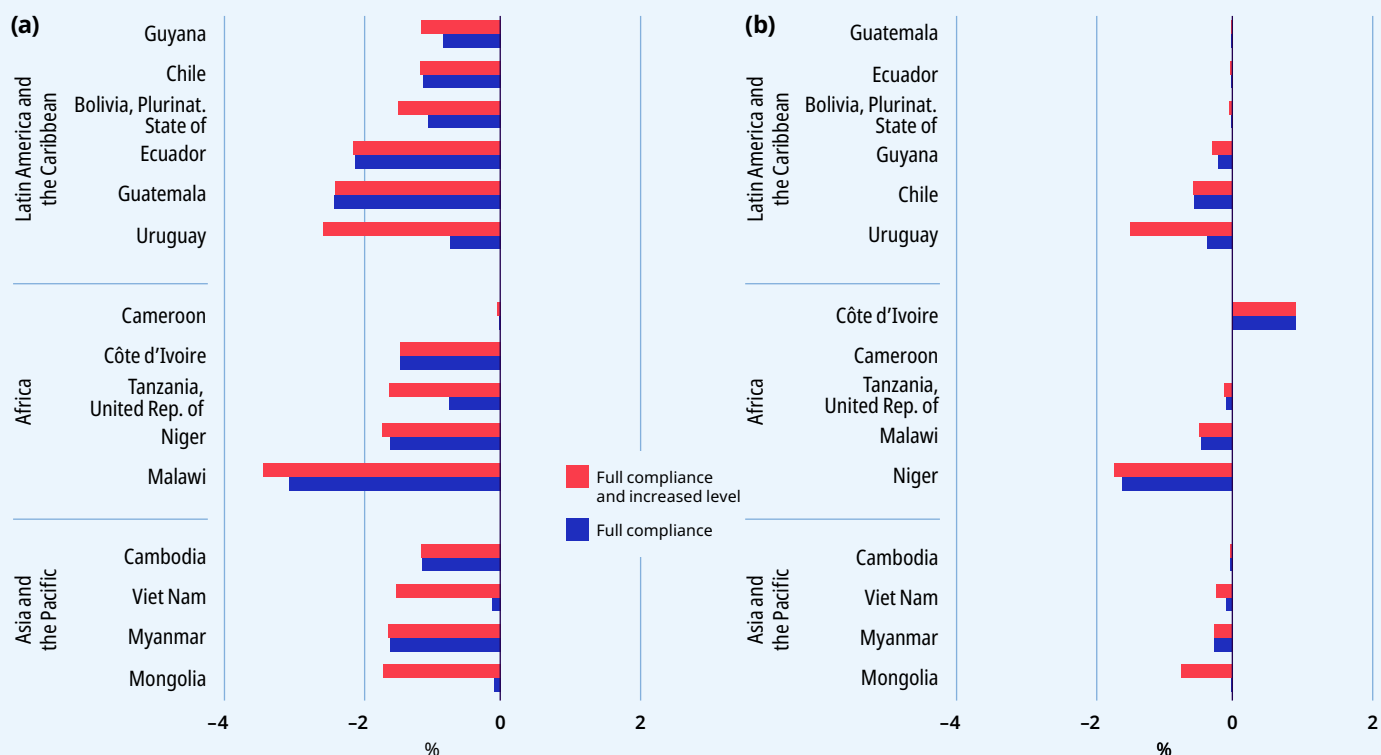 (a)
Latin America and
the Caribbean
Guyana
Chile
Bolivia, Plurinat.
State of
Ecuador
Guatemala
Uruguay
Africa
Cameroon
Côte d'Ivoire
Tanzania,
United Rep. of
Niger
Malawi
Asia and
the Pacific
Cambodia
Viet Nam
Myanmar
Mongolia
–4 –2 0 2
%
Full compliance
and increased level
Full compliance
(b)
Latin America and
the Caribbean
Guatemala
Ecuador
Bolivia, Plurinat.
State of
Guyana
Chile
Uruguay
Africa
Côte d'Ivoire
Cameroon
Tanzania,
United Rep. of
Malawi
Niger
Asia and
the Pacific
Cambodia
Viet Nam
Myanmar
Mongolia
–4 –2 0 2
%